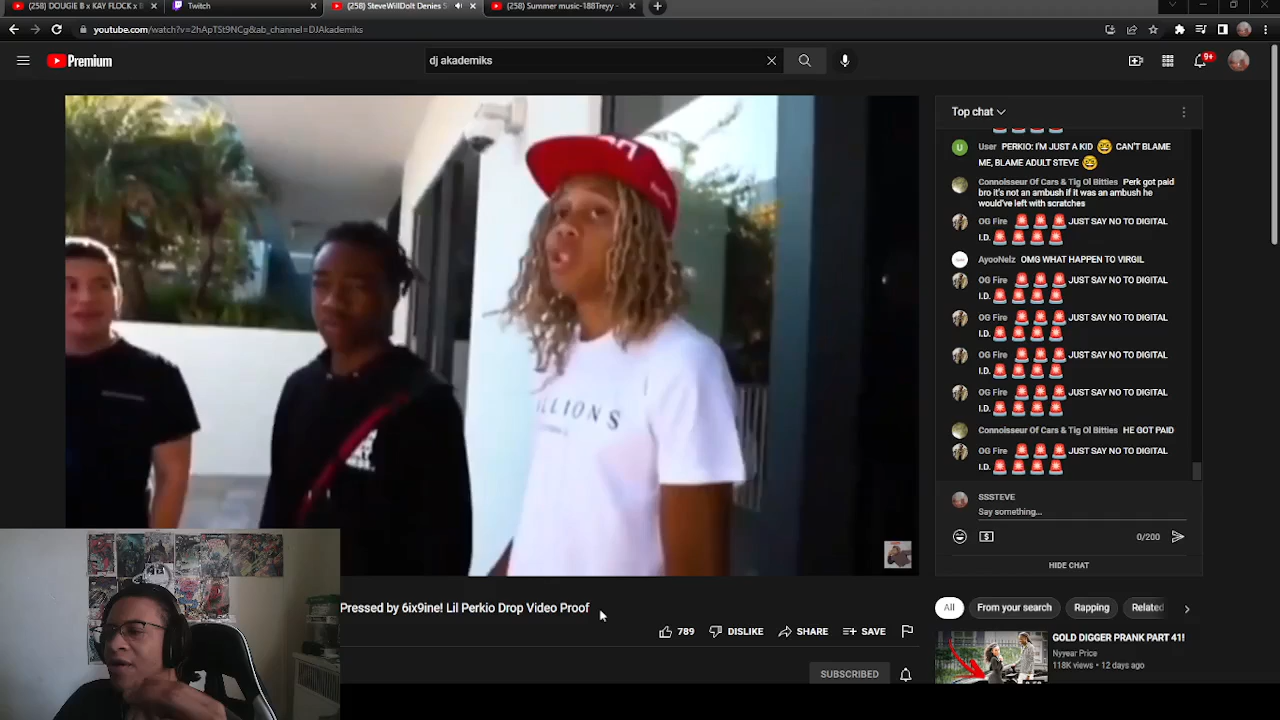 (258) DOUGIE B x KAY FLOCK x B
Twitch
(258) SteveWillDoIt Denies S
(258) Summer music-188Treyy -
youtube.com/watch?v=2hApTSt9NCg&ab_channel=DJAkademiks
Premium
dj akademiks
9+
Top chat
User PERKIO: I'M JUST A KID 🤓 CAN'T BLAME
ME, BLAME ADULT STEVE 🤓
Connoisseur Of Cars & Tig Ol Bitties Perk got paid
bro it's not an ambush if it was an ambush he
would've left with scratches
OG Fire 🚨 🚨 🚨 JUST SAY NO TO DIGITAL
I.D. 🚨 🚨 🚨 🚨
AyooNelz OMG WHAT HAPPEN TO VIRGIL
OG Fire 🚨 🚨 🚨 JUST SAY NO TO DIGITAL
I.D. 🚨 🚨 🚨 🚨
OG Fire 🚨 🚨 🚨 JUST SAY NO TO DIGITAL
I.D. 🚨 🚨 🚨 🚨
OG Fire 🚨 🚨 🚨 JUST SAY NO TO DIGITAL
I.D. 🚨 🚨 🚨 🚨
OG Fire 🚨 🚨 🚨 JUST SAY NO TO DIGITAL
I.D. 🚨 🚨 🚨 🚨
Connoisseur Of Cars & Tig Ol Bitties HE GOT PAID
OG Fire 🚨 🚨 🚨 JUST SAY NO TO DIGITAL
I.D. 🚨 🚨 🚨 🚨
SSSTEVE
Say something...
0/200
HIDE CHAT
Pressed by 6ix9ine! Lil Perkio Drop Video Proof
789 DISLIKE SHARE SAVE
SUBSCRIBED
All From your search Rapping Related
GOLD DIGGER PRANK PART 41!
Nyyear Price
118K views • 12 days ago